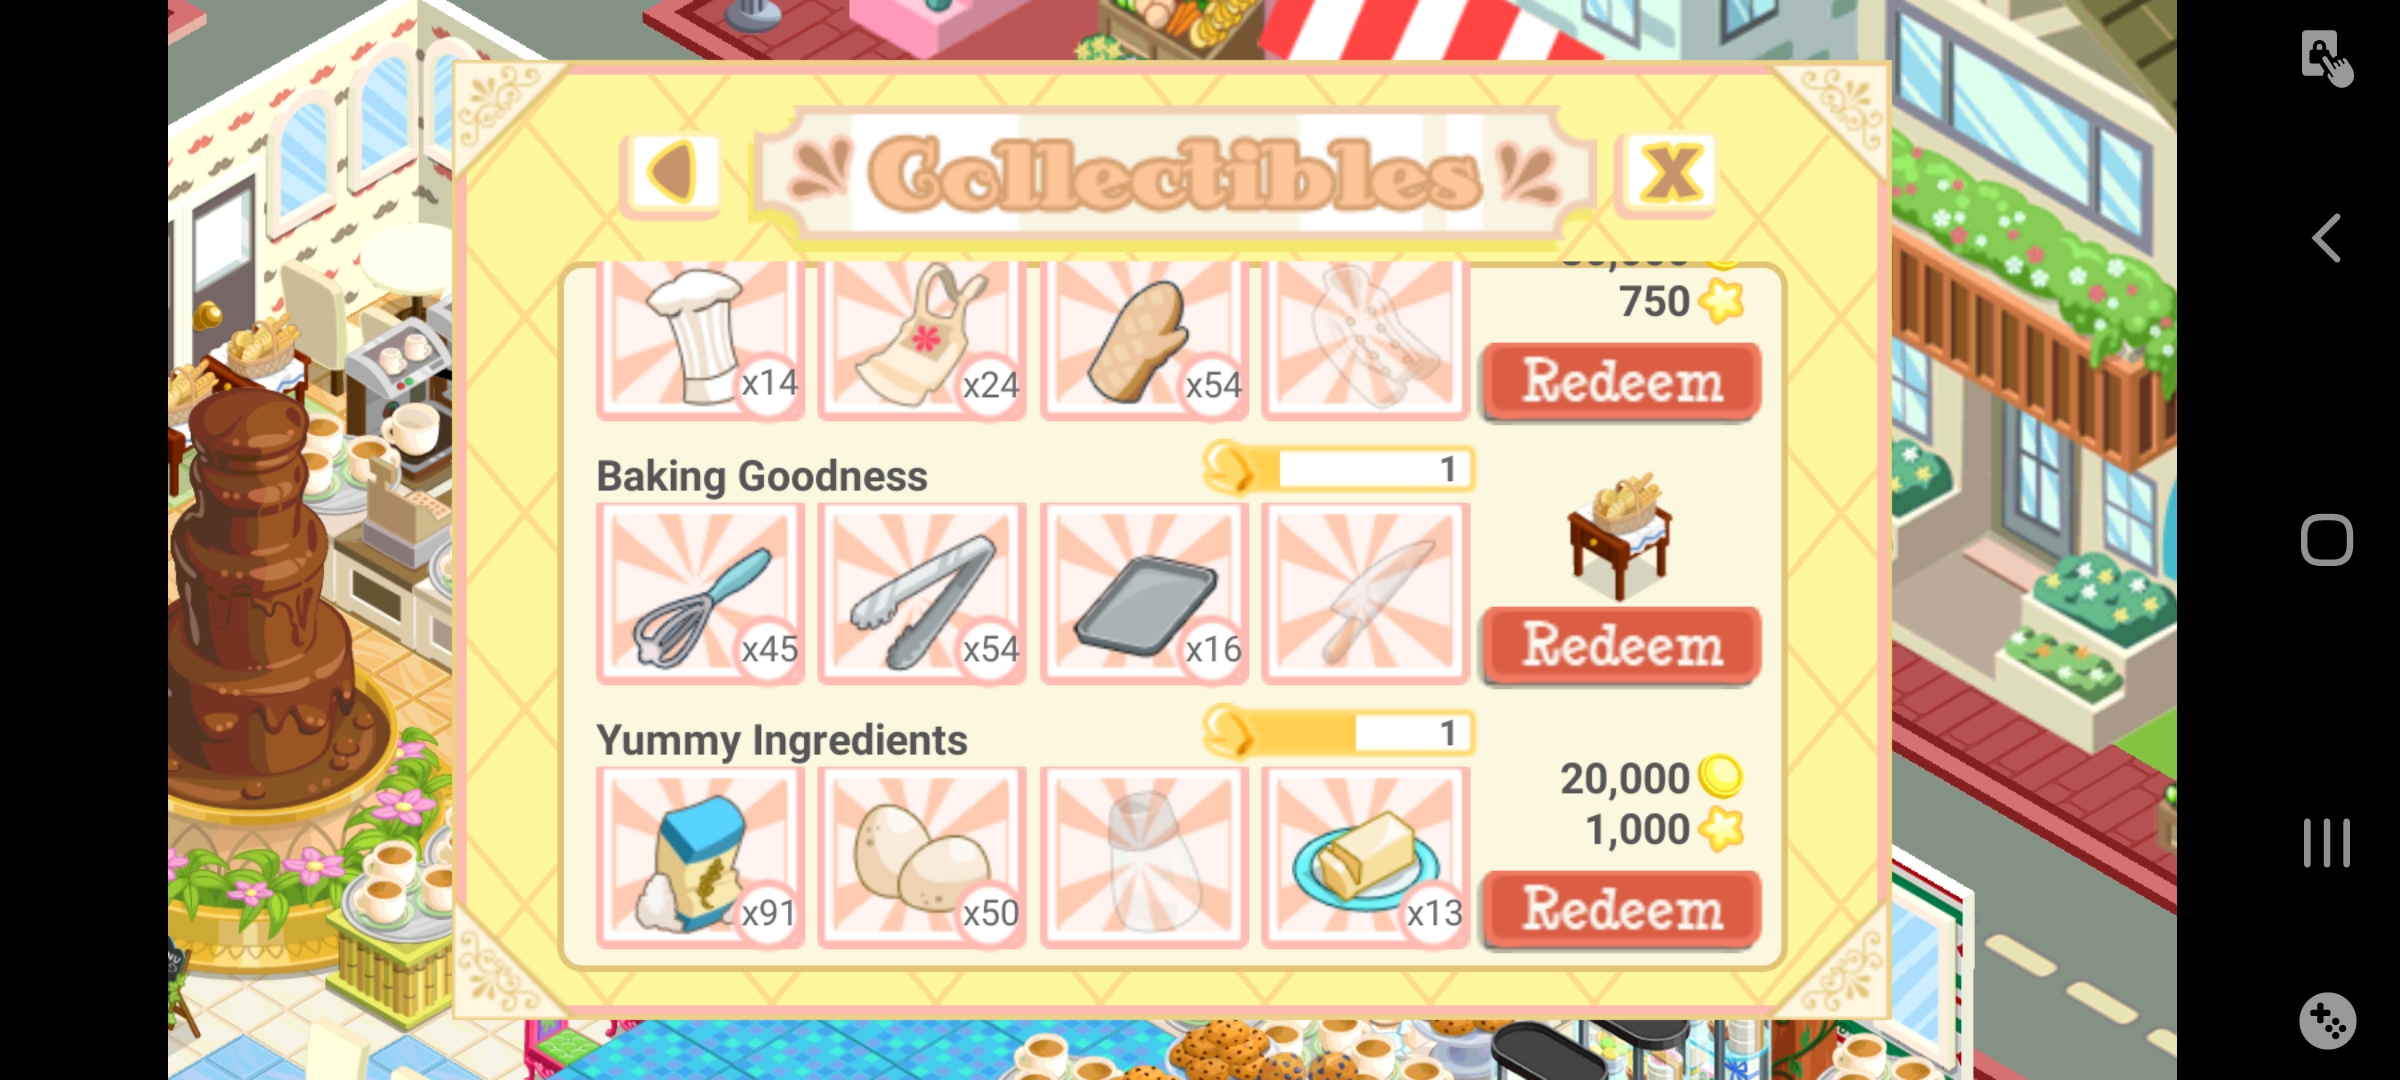 Collectibles
750
x14
x24
x54
Redeem
Baking Goodness
1
x45
x54
x16
Redeem
Yummy Ingredients
1
20,000
1,000
x91
x50
x13
Redeem